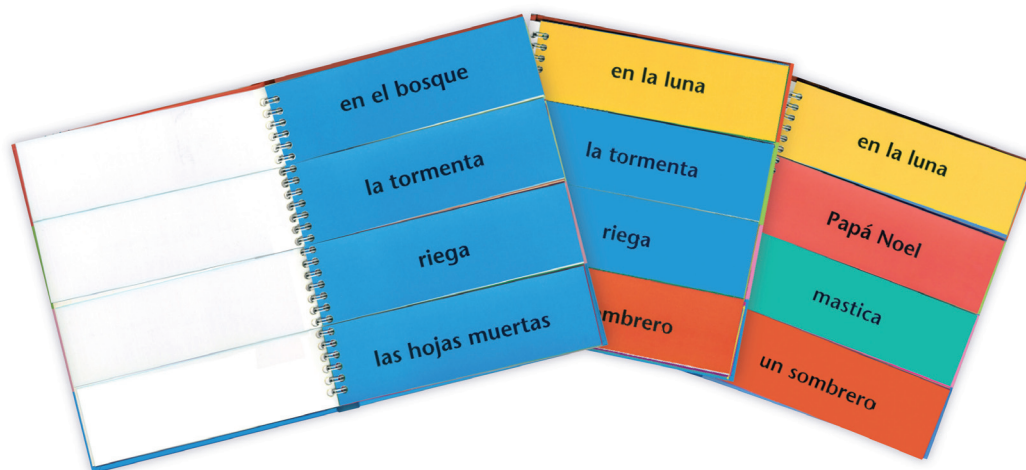 en el bosque
la tormenta
riega
las hojas muertas
en la luna
la tormenta
riega
en la luna
Papá Noel
mastica
un sombrero